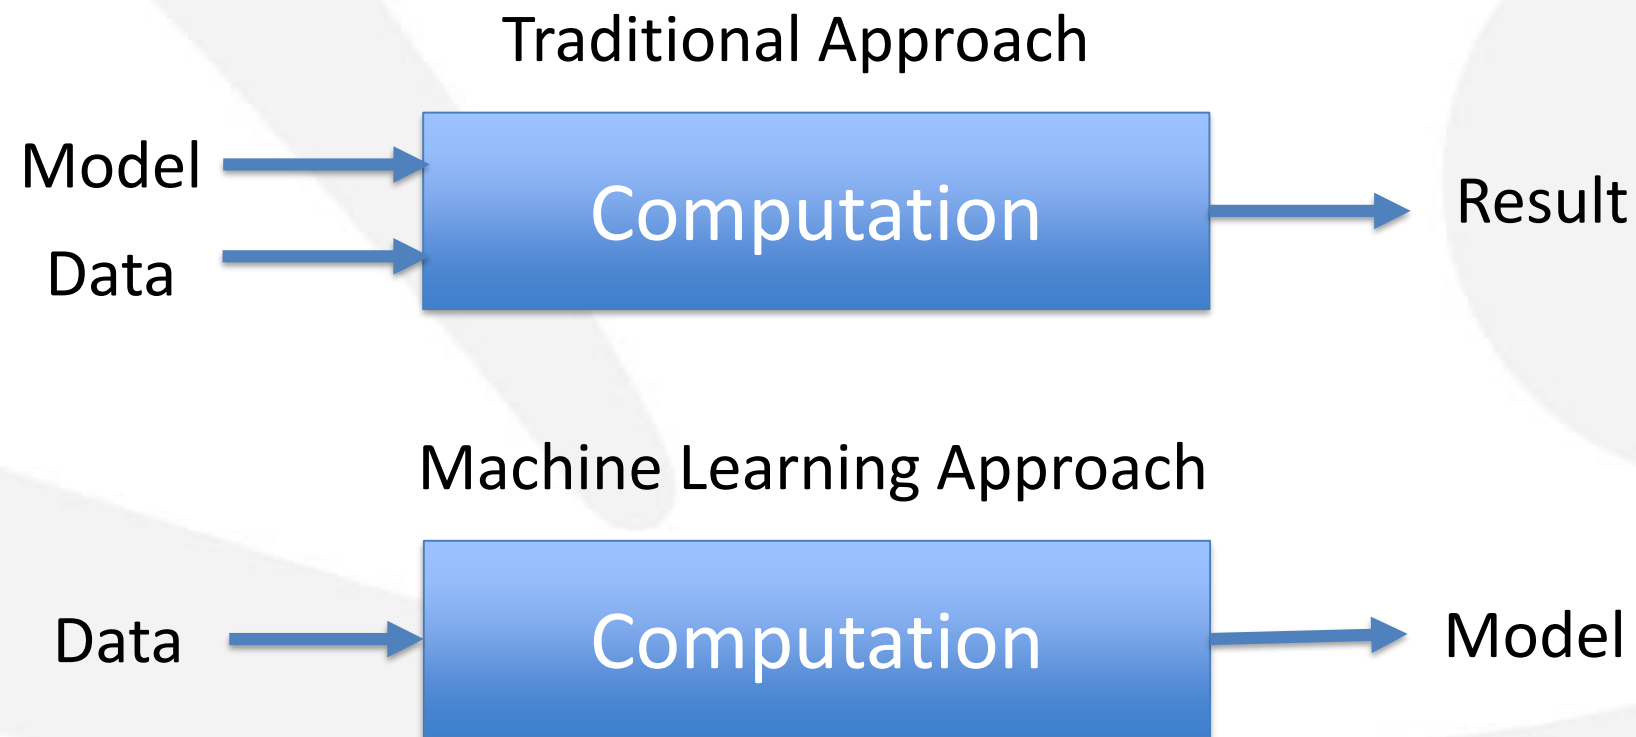 Traditional Approach
Model
Data
Computation
Result
Machine Learning Approach
Data
Computation
Model